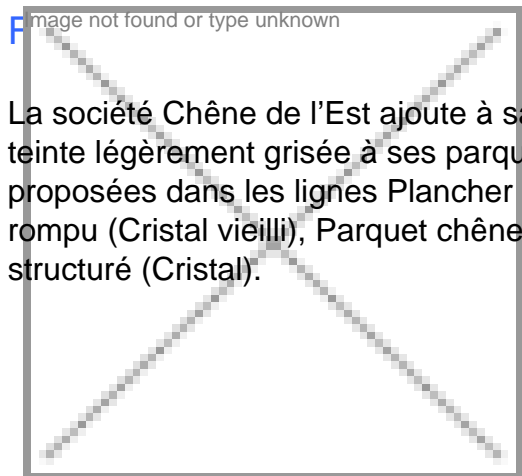 F
Image not found or type unknown
La société Chêne de l’Est ajoute à sa
teinte légèrement grisée à ses parqu
proposées dans les lignes Plancher
rompu (Cristal vieilli), Parquet chêne
structuré (Cristal).